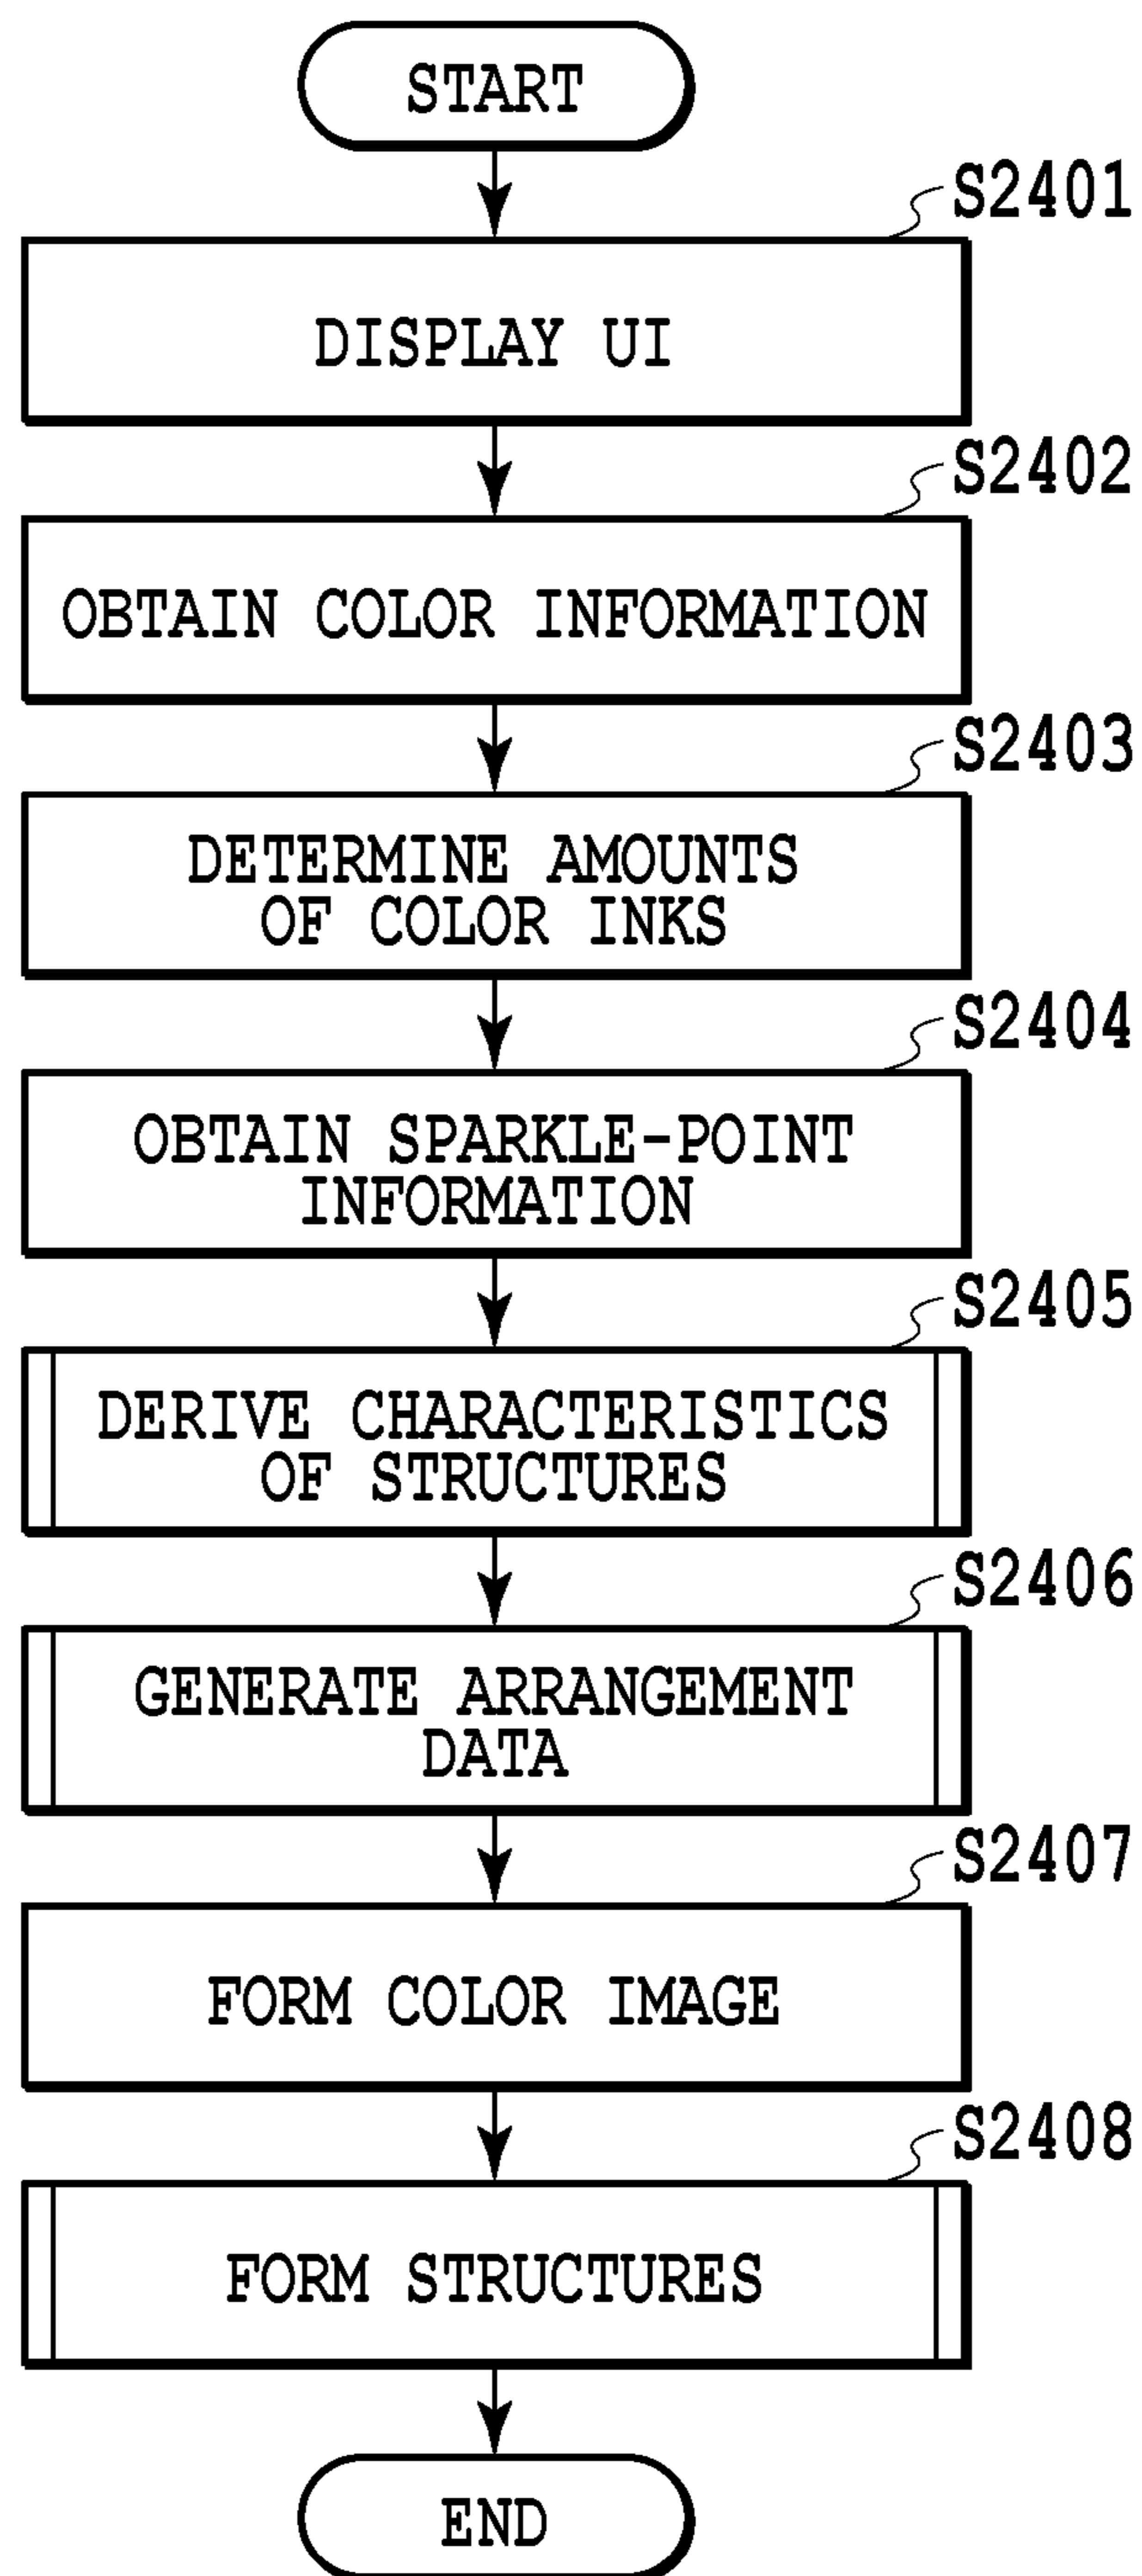 START
S2401
DISPLAY UI
S2402
OBTAIN COLOR INFORMATION
S2403
DETERMINE AMOUNTS
OF COLOR INKS
S2404
OBTAIN SPARKLE-POINT
INFORMATION
S2405
DERIVE CHARACTERISTICS
OF STRUCTURES
S2406
GENERATE ARRANGEMENT
DATA
S2407
FORM COLOR IMAGE
S2408
FORM STRUCTURES
END